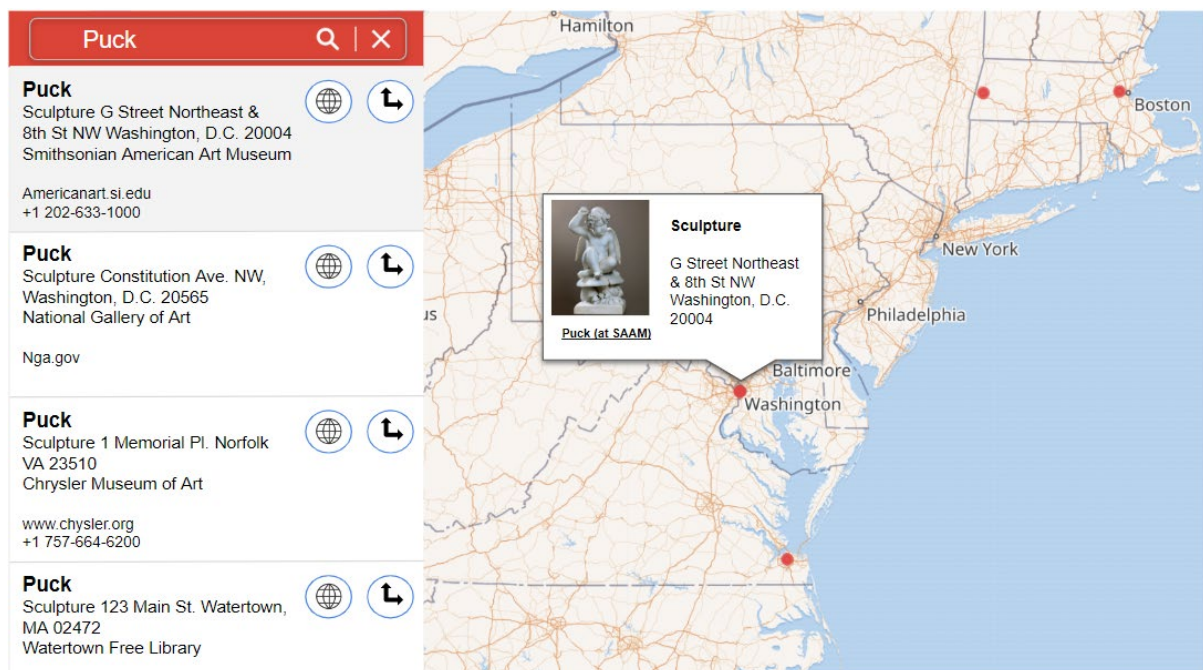 Puck
Puck
Sculpture G Street Northeast &
8th St NW Washington, D.C. 20004
Smithsonian American Art Museum
Americanart.si.edu
+1 202-633-1000
Puck
Sculpture Constitution Ave. NW,
Washington, D.C. 20565
National Gallery of Art
Nga.gov
Puck
Sculpture 1 Memorial Pl. Norfolk
VA 23510
Chrysler Museum of Art
www.chysler.org
+1 757-664-6200
Puck
Sculpture 123 Main St. Watertown,
MA 02472
Watertown Free Library
Hamilton
Boston
New York
Philadelphia
us
Sculpture
G Street Northeast
& 8th St NW
Washington, D.C.
20004
Puck (at SAAM)
Baltimore
Washington